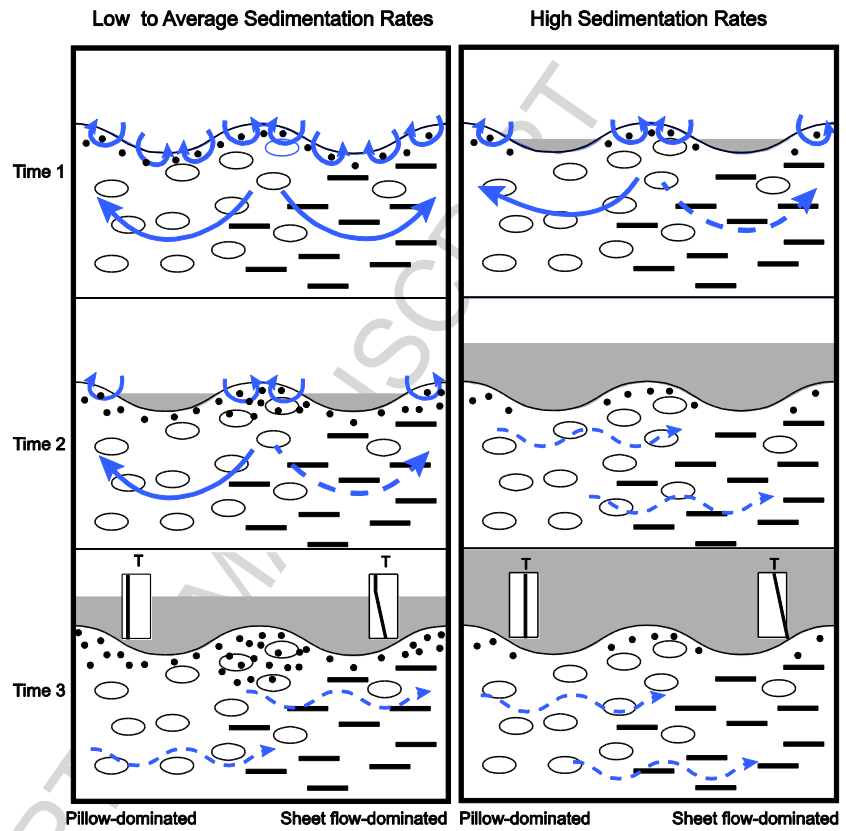 Low to Average Sedimentation Rates
High Sedimentation Rates
Time 1
Time 2
T
T
T
T
Time 3
Pillow-dominated
Sheet flow-dominated
Pillow-dominated
Sheet flow-dominated
MANUSCRIPT